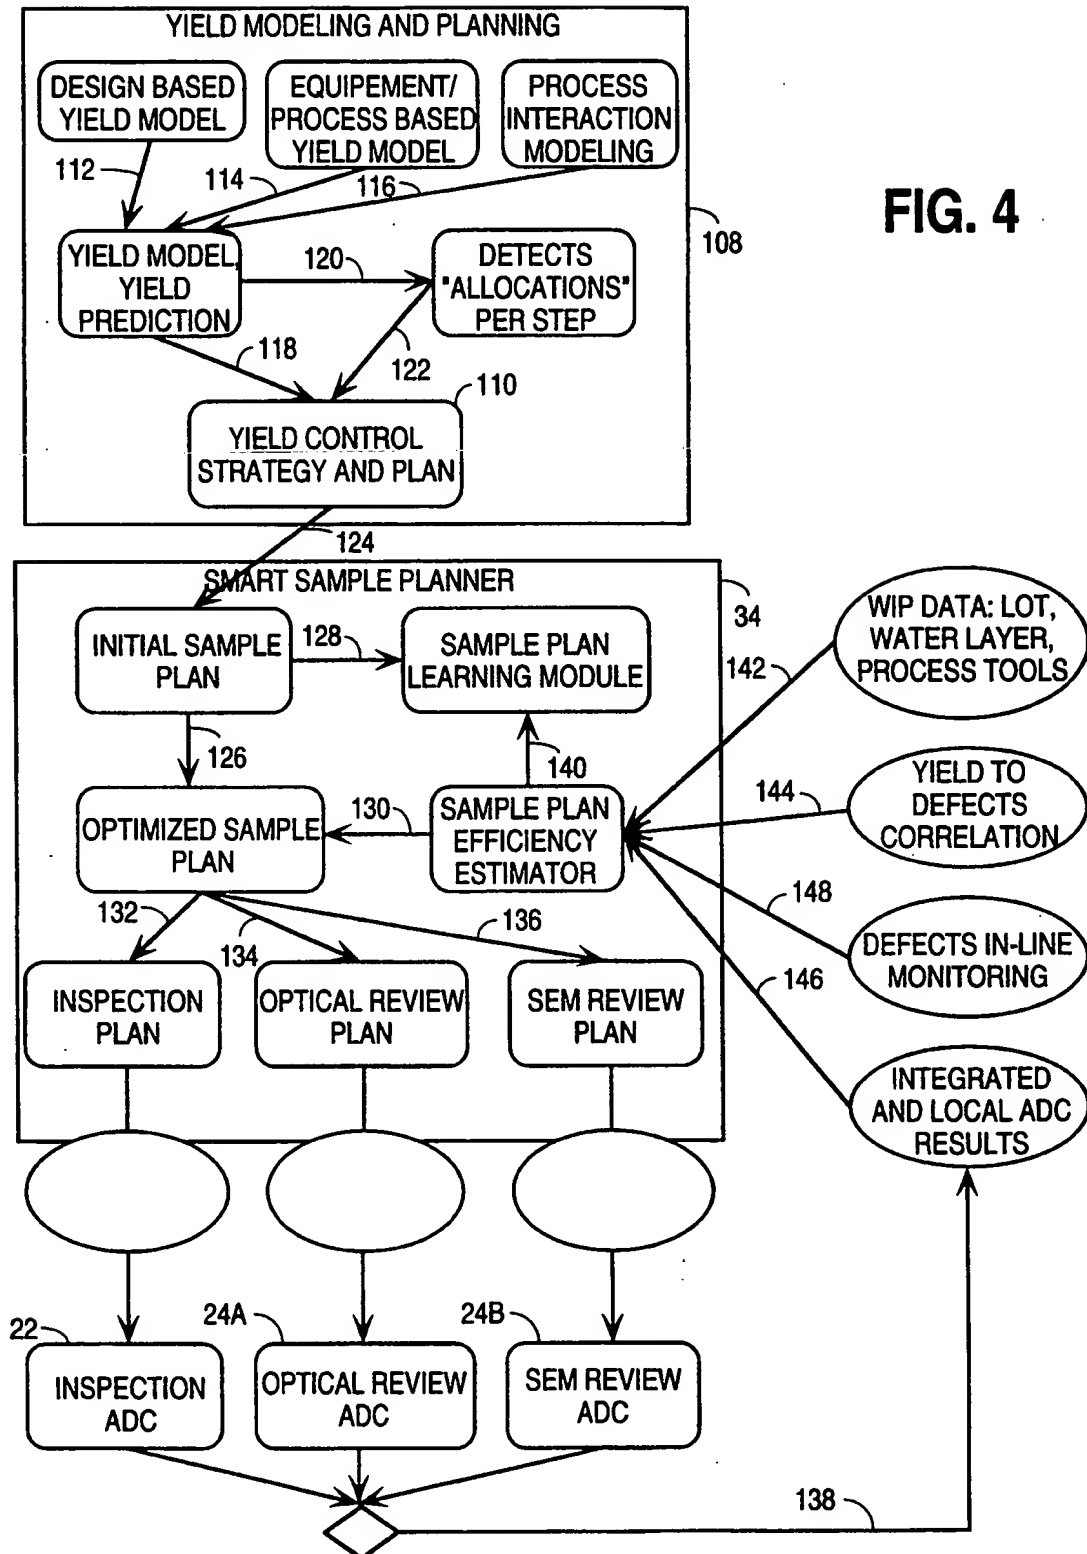 YIELD MODELING AND PLANNING
DESIGN BASED
YIELD MODEL
EQUIPEMENT/
PROCESS BASED
YIELD MODEL
PROCESS
INTERACTION
MODELING
112
114
116
FIG. 4
108
YIELD MODEL,
YIELD
PREDICTION
120
DETECTS
"ALLOCATIONS"
PER STEP
118
122
110
YIELD CONTROL
STRATEGY AND PLAN
124
SMART SAMPLE PLANNER
34
INITIAL SAMPLE
PLAN
128
SAMPLE PLAN
LEARNING MODULE
142
WIP DATA: LOT,
WATER LAYER,
PROCESS TOOLS
126
140
OPTIMIZED SAMPLE
PLAN
130
SAMPLE PLAN
EFFICIENCY
ESTIMATOR
144
YIELD TO
DEFECTS
CORRELATION
132
134
136
148
146
DEFECTS IN-LINE
MONITORING
INSPECTION
PLAN
OPTICAL REVIEW
PLAN
SEM REVIEW
PLAN
INTEGRATED
AND LOCAL ADC
RESULTS
22
24A
24B
INSPECTION
ADC
OPTICAL REVIEW
ADC
SEM REVIEW
ADC
138